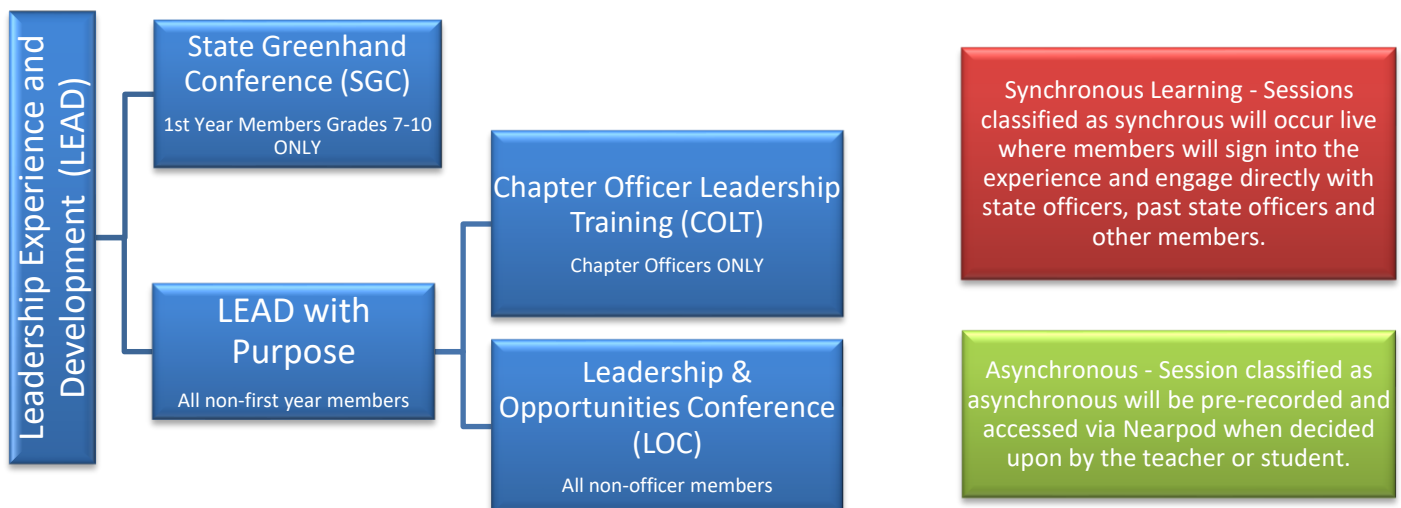 Leadership Experience and
Development (LEAD)
State Greenhand
Conference (SGC)
1st Year Members Grades 7-10
ONLY
LEAD with
Purpose
All non-first year members
Chapter Officer Leadership
Training (COLT)
Chapter Officers ONLY
Leadership &
Opportunities Conference
(LOC)
All non-officer members
Synchronous Learning - Sessions
classified as synchrous will occur live
where members will sign into the
experience and engage directly with
state officers, past state officers and
other members.
Asynchronous - Session classified as
asynchronous will be pre-recorded and
accessed via Nearpod when decided
upon by the teacher or student.